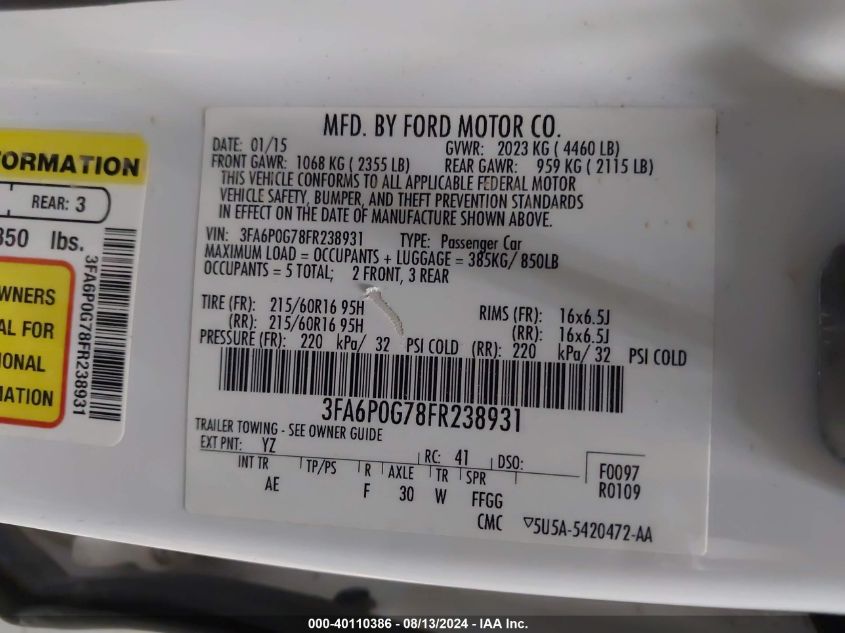 MFD. BY FORD MOTOR CO.
DATE: 01/15 GVWR: 2023 KG ( 4460 LB)
FRONT GAWR: 1068 KG ( 2355 LB) REAR GAWR: 959 KG ( 2115 LB)
THIS VEHICLE CONFORMS TO ALL APPLICABLE FEDERAL MOTOR
VEHICLE SAFETY, BUMPER, AND THEFT PREVENTION STANDARDS
IN EFFECT ON THE DATE OF MANUFACTURE SHOWN ABOVE.
VIN: 3FA6P0G78FR238931 TYPE: Passenger Car
MAXIMUM LOAD = OCCUPANTS + LUGGAGE = 385KG/ 850LB
OCCUPANTS = 5 TOTAL; 2 FRONT, 3 REAR
TIRE (FR): 215/60R16 95H RIMS (FR): 16x6.5J
(RR): 215/60R16 95H (RR): 16x6.5J
PRESSURE (FR): 220 kPa/ 32 PSI COLD (RR): 220 kPa/ 32 PSI COLD
3FA6P0G78FR238931
TRAILER TOWING - SEE OWNER GUIDE
EXT PNT: YZ RC: 41 DSO:
INT TR TP/PS R AXLE TR SPR F0097
AE F 30 W FFGG R0109
CMC ▽5U5A-5420472-AA
ORMATION
REAR: 3
350 lbs.
WNERS
AL FOR
IONAL
MATION
3FA6P0G78FR238931
000-40110386 - 08/13/2024 - IAA Inc.